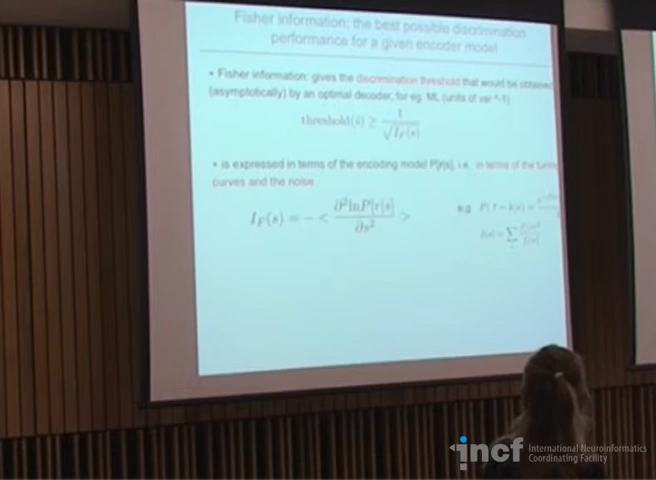 Fisher information: the best possible discrimination
performance for a given encoder model
• Fisher information: gives the discrimination threshold that would be obtained
(asymptotically) by an optimal decoder, for eg. ML (units of var ^-1)
threshold(s) ≥ 1/√I_F(s)
• is expressed in terms of the encoding model P[r|s], i.e. in terms of the tuning
curves and the noise
I_F(s) = − < ∂² ln P[r|s] / ∂s² >
e.g.
incf International Neuroinformatics
Coordinating Facility